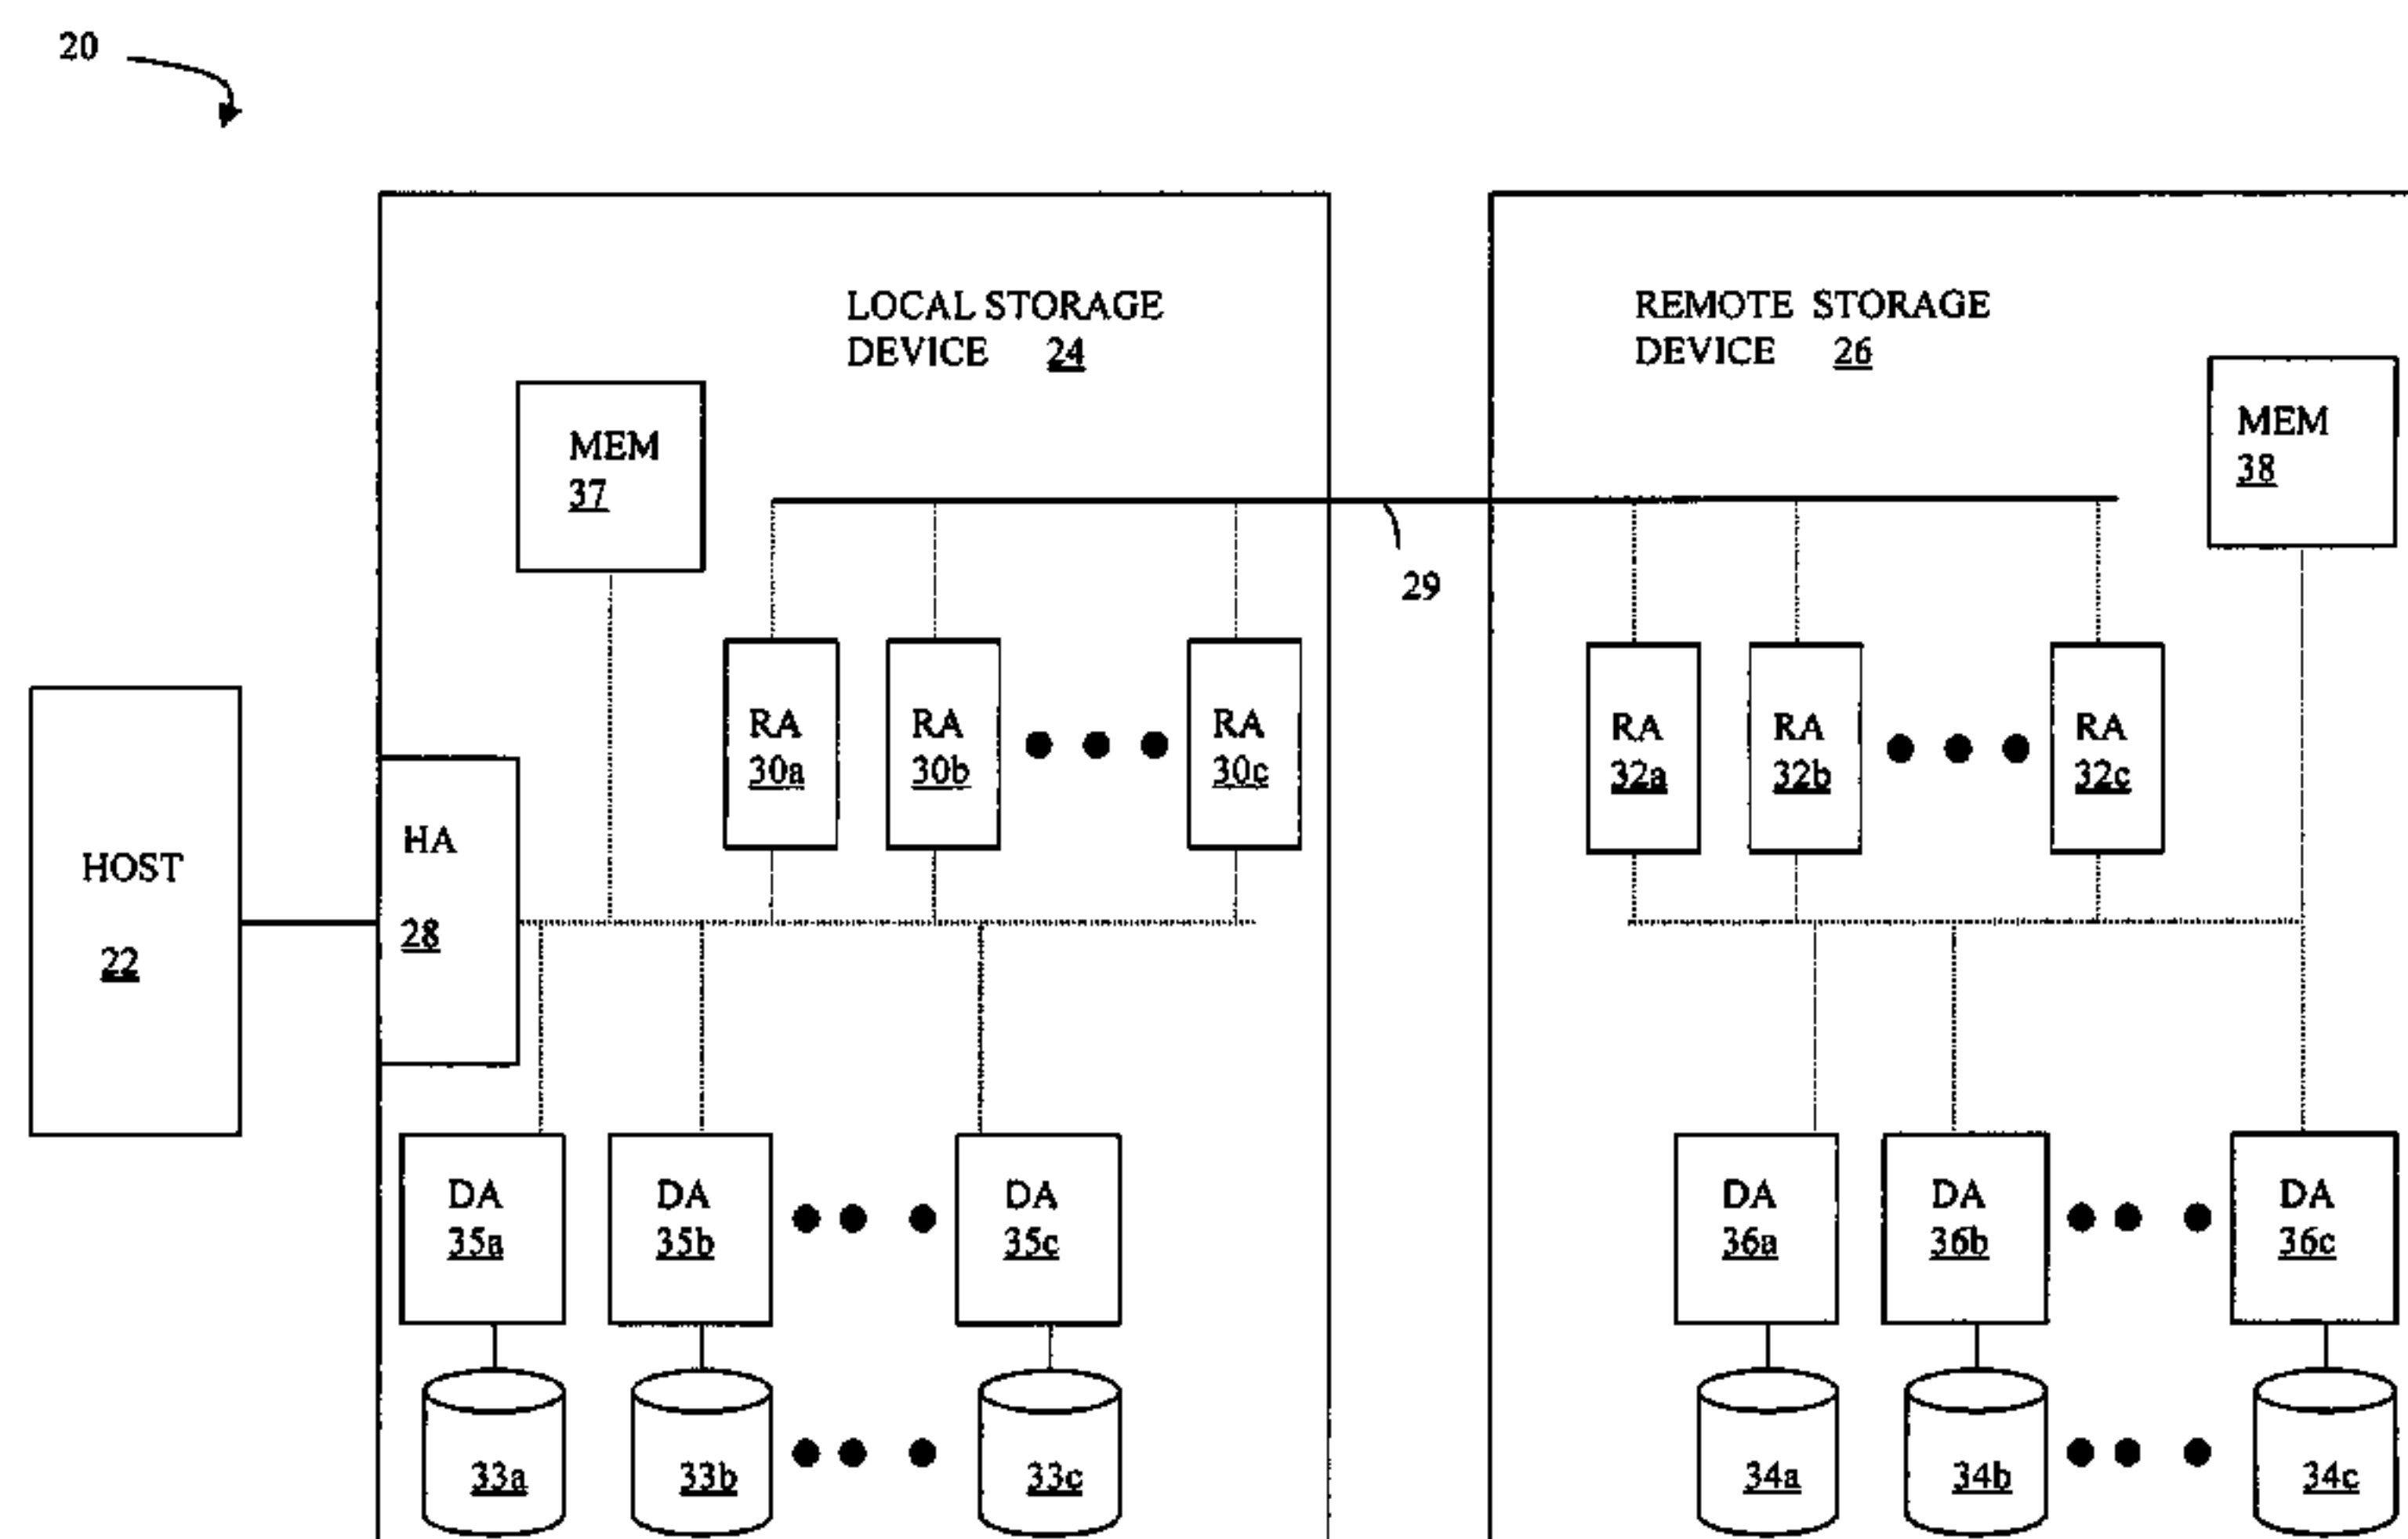 20
LOCAL STORAGE
DEVICE 24
REMOTE STORAGE
DEVICE 26
MEM
37
MEM
38
29
RA
30a
RA
30b
RA
30c
RA
32a
RA
32b
RA
32c
HOST
22
HA
28
DA
35a
DA
35b
DA
35c
DA
36a
DA
36b
DA
36c
33a
33b
33c
34a
34b
34c